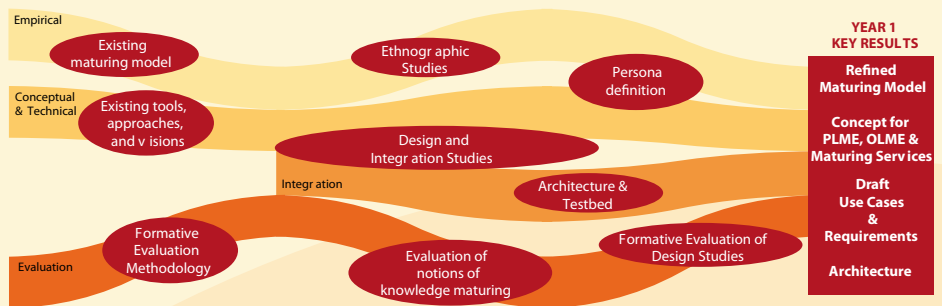 Empirical
Existing
maturing model
Ethnogr aphic
Studies
Persona
definition
Conceptual
& Technical
Existing tools,
approaches,
and v isions
Design and
Integr ation Studies
Integr ation
Architecture &
Testbed
Evaluation
Formative
Evaluation
Methodology
Evaluation of
notions of
knowledge maturing
Formative Evaluation of
Design Studies
YEAR 1
KEY RESULTS
Refined
Maturing Model
Concept for
PLME, OLME &
Maturing Services
Draft
Use Cases
&
Requirements
Architecture